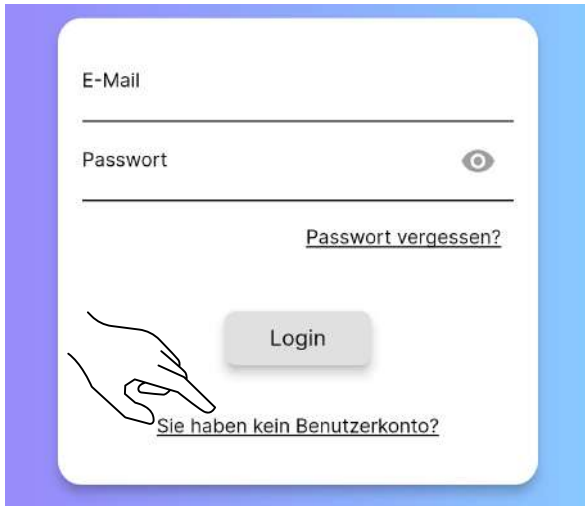 E-Mail
Passwort
Passwort vergessen?
Login
Sie haben kein Benutzerkonto?